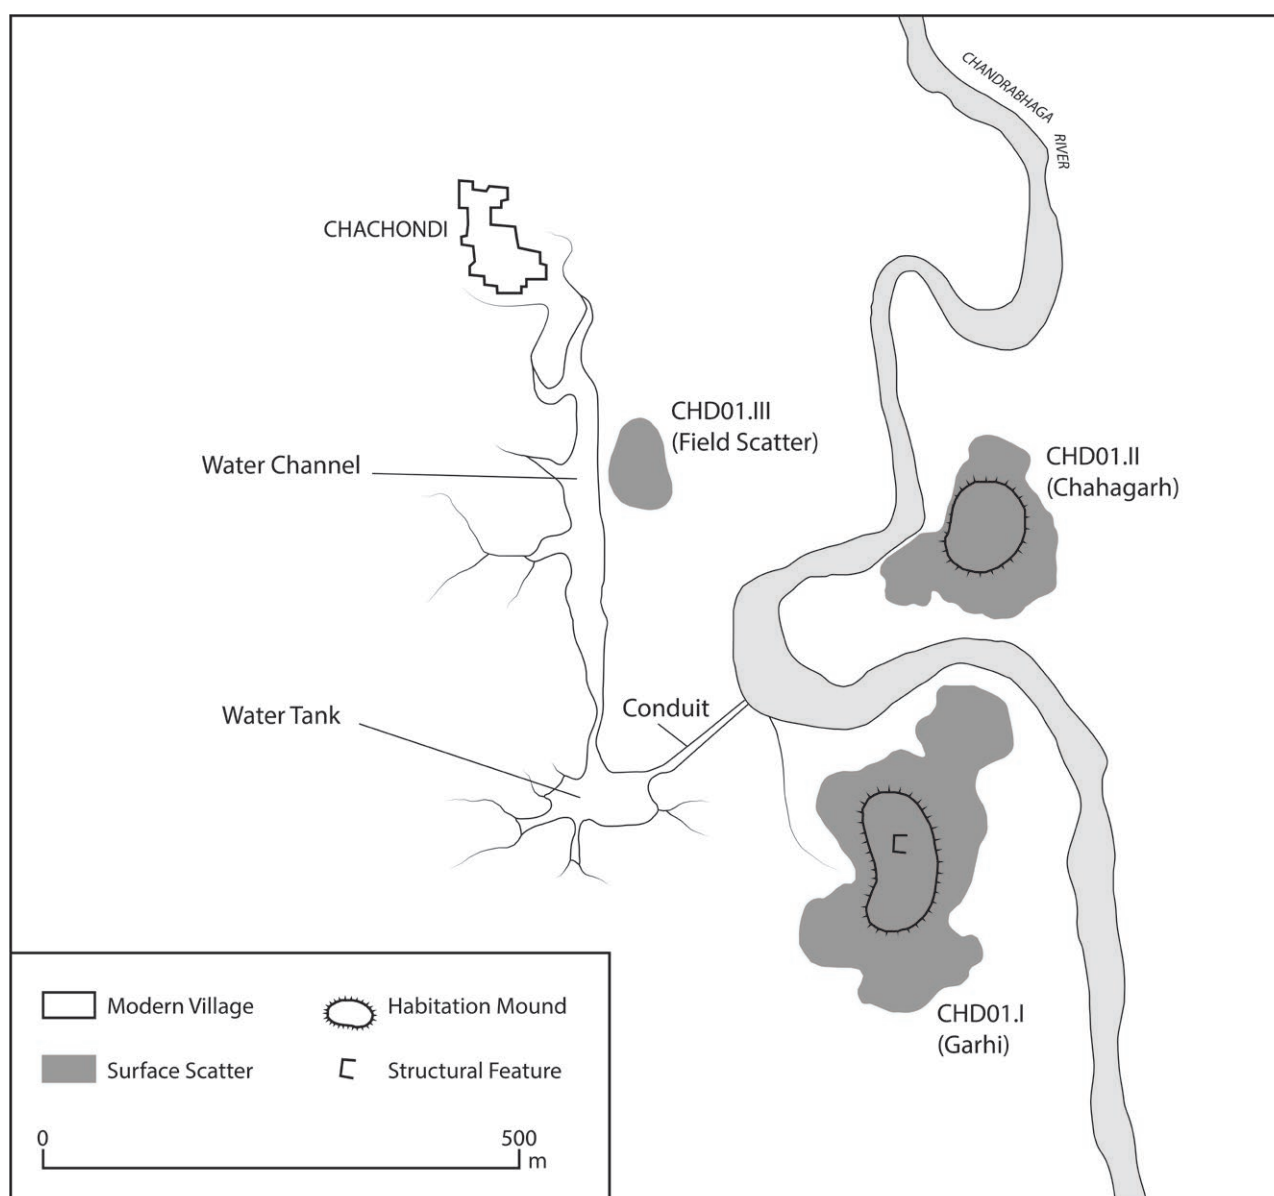 CHANDRABHAGA
RIVER
CHACHONDI
CHD01.III
(Field Scatter)
CHD01.II
(Chahagarh)
Water Channel
Water Tank
Conduit
CHD01.I
(Garhi)
Modern Village
Habitation Mound
Surface Scatter
Structural Feature
0 500
m